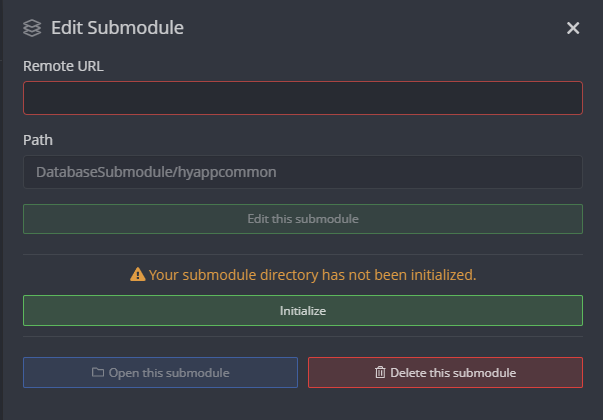 Edit Submodule
Remote URL
Path
DatabaseSubmodule/hyappcommon
Edit this submodule
Your submodule directory has not been initialized.
Initialize
Open this submodule
Delete this submodule